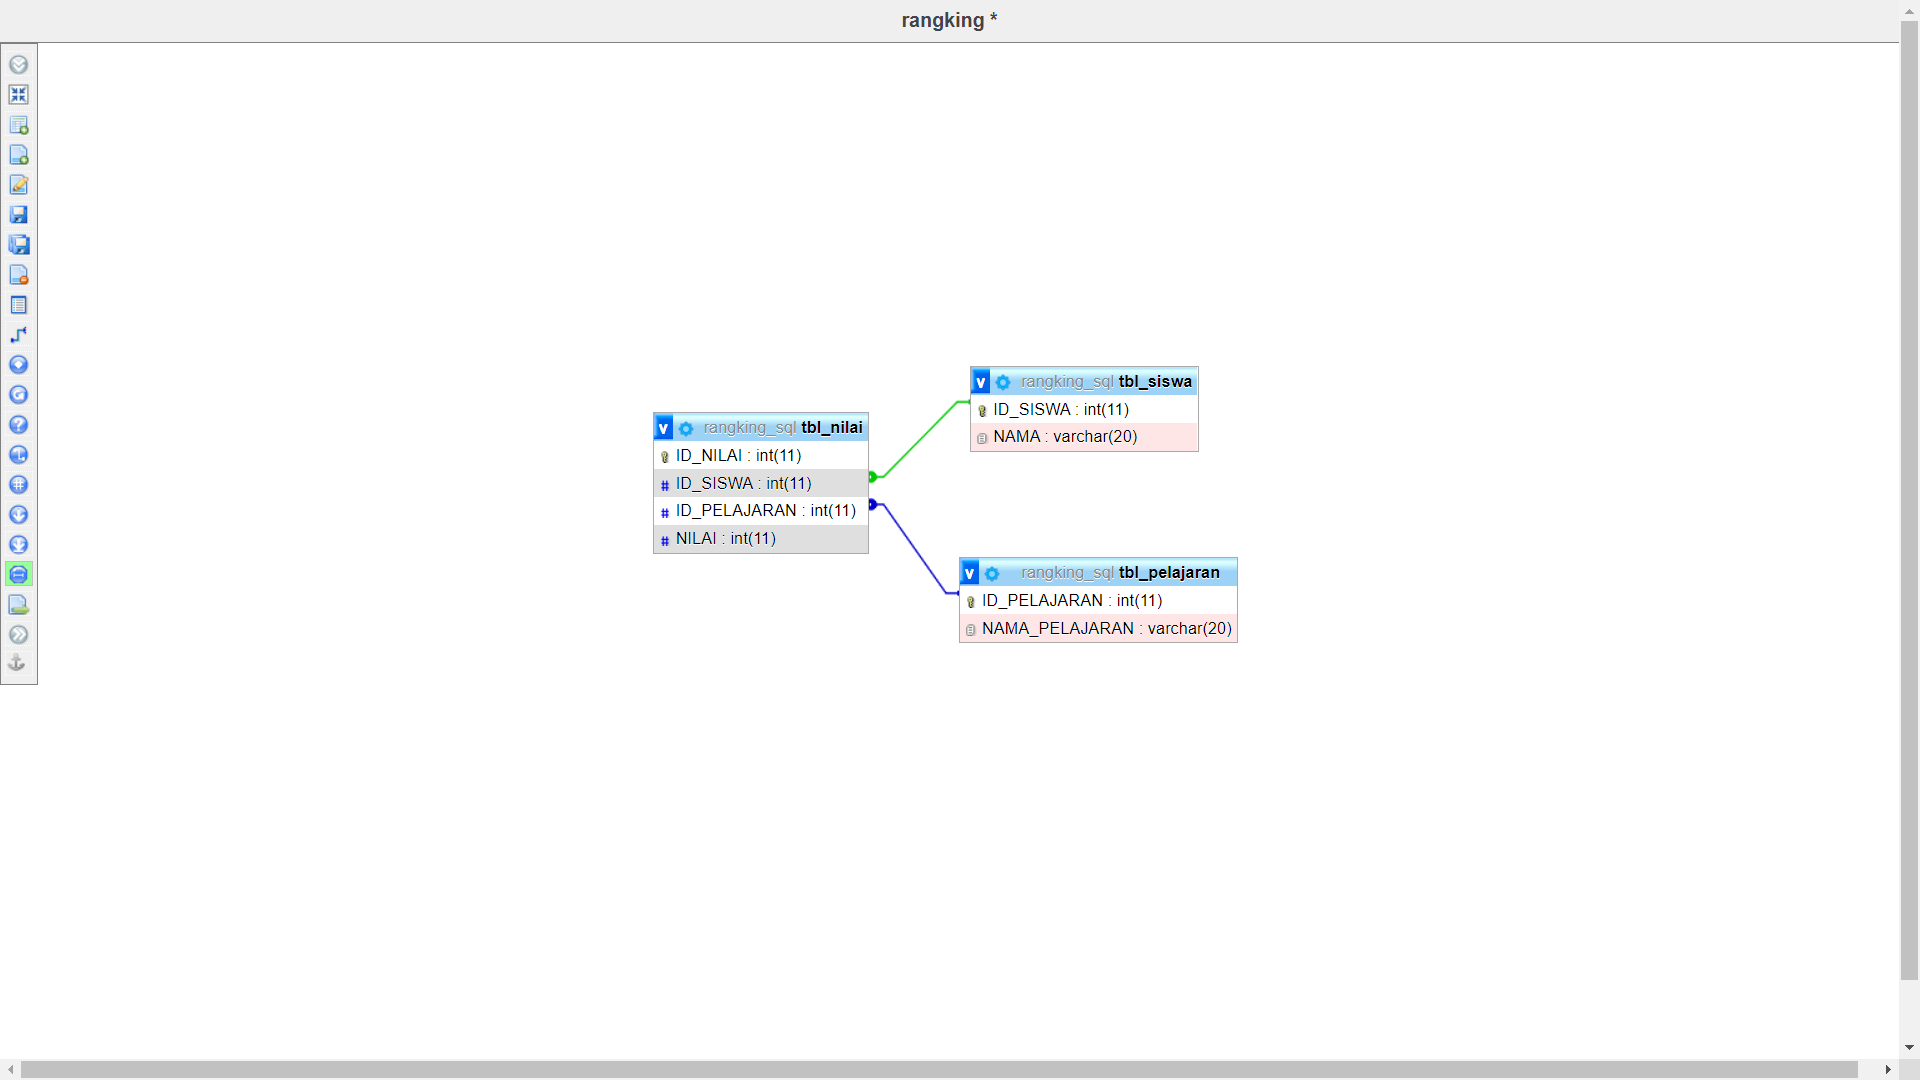 rangking *
v rangking_sql tbl_siswa
ID_SISWA : int(11)
NAMA : varchar(20)
v rangking_sql tbl_nilai
ID_NILAI : int(11)
# ID_SISWA : int(11)
# ID_PELAJARAN : int(11)
# NILAI : int(11)
v rangking_sql tbl_pelajaran
ID_PELAJARAN : int(11)
NAMA_PELAJARAN : varchar(20)